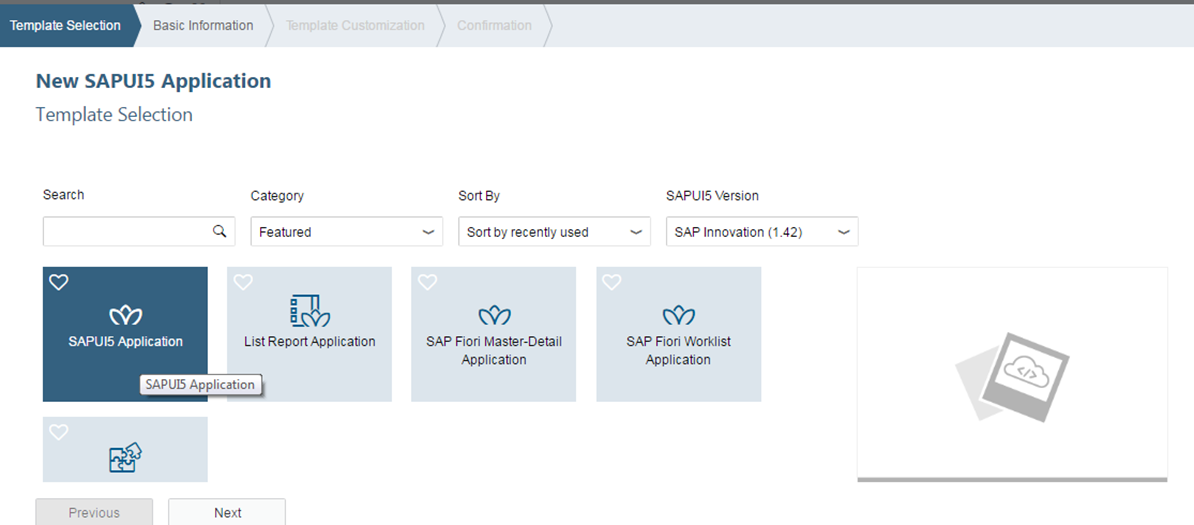 Template Selection
Basic Information
Template Customization
Confirmation
New SAPUI5 Application
Template Selection
Search
Category
Sort By
SAPUI5 Version
Featured
Sort by recently used
SAP Innovation (1.42)
SAPUI5 Application
List Report Application
SAP Fiori Master-Detail
Application
SAP Fiori Worklist
Application
SAPUI5 Application
Previous
Next